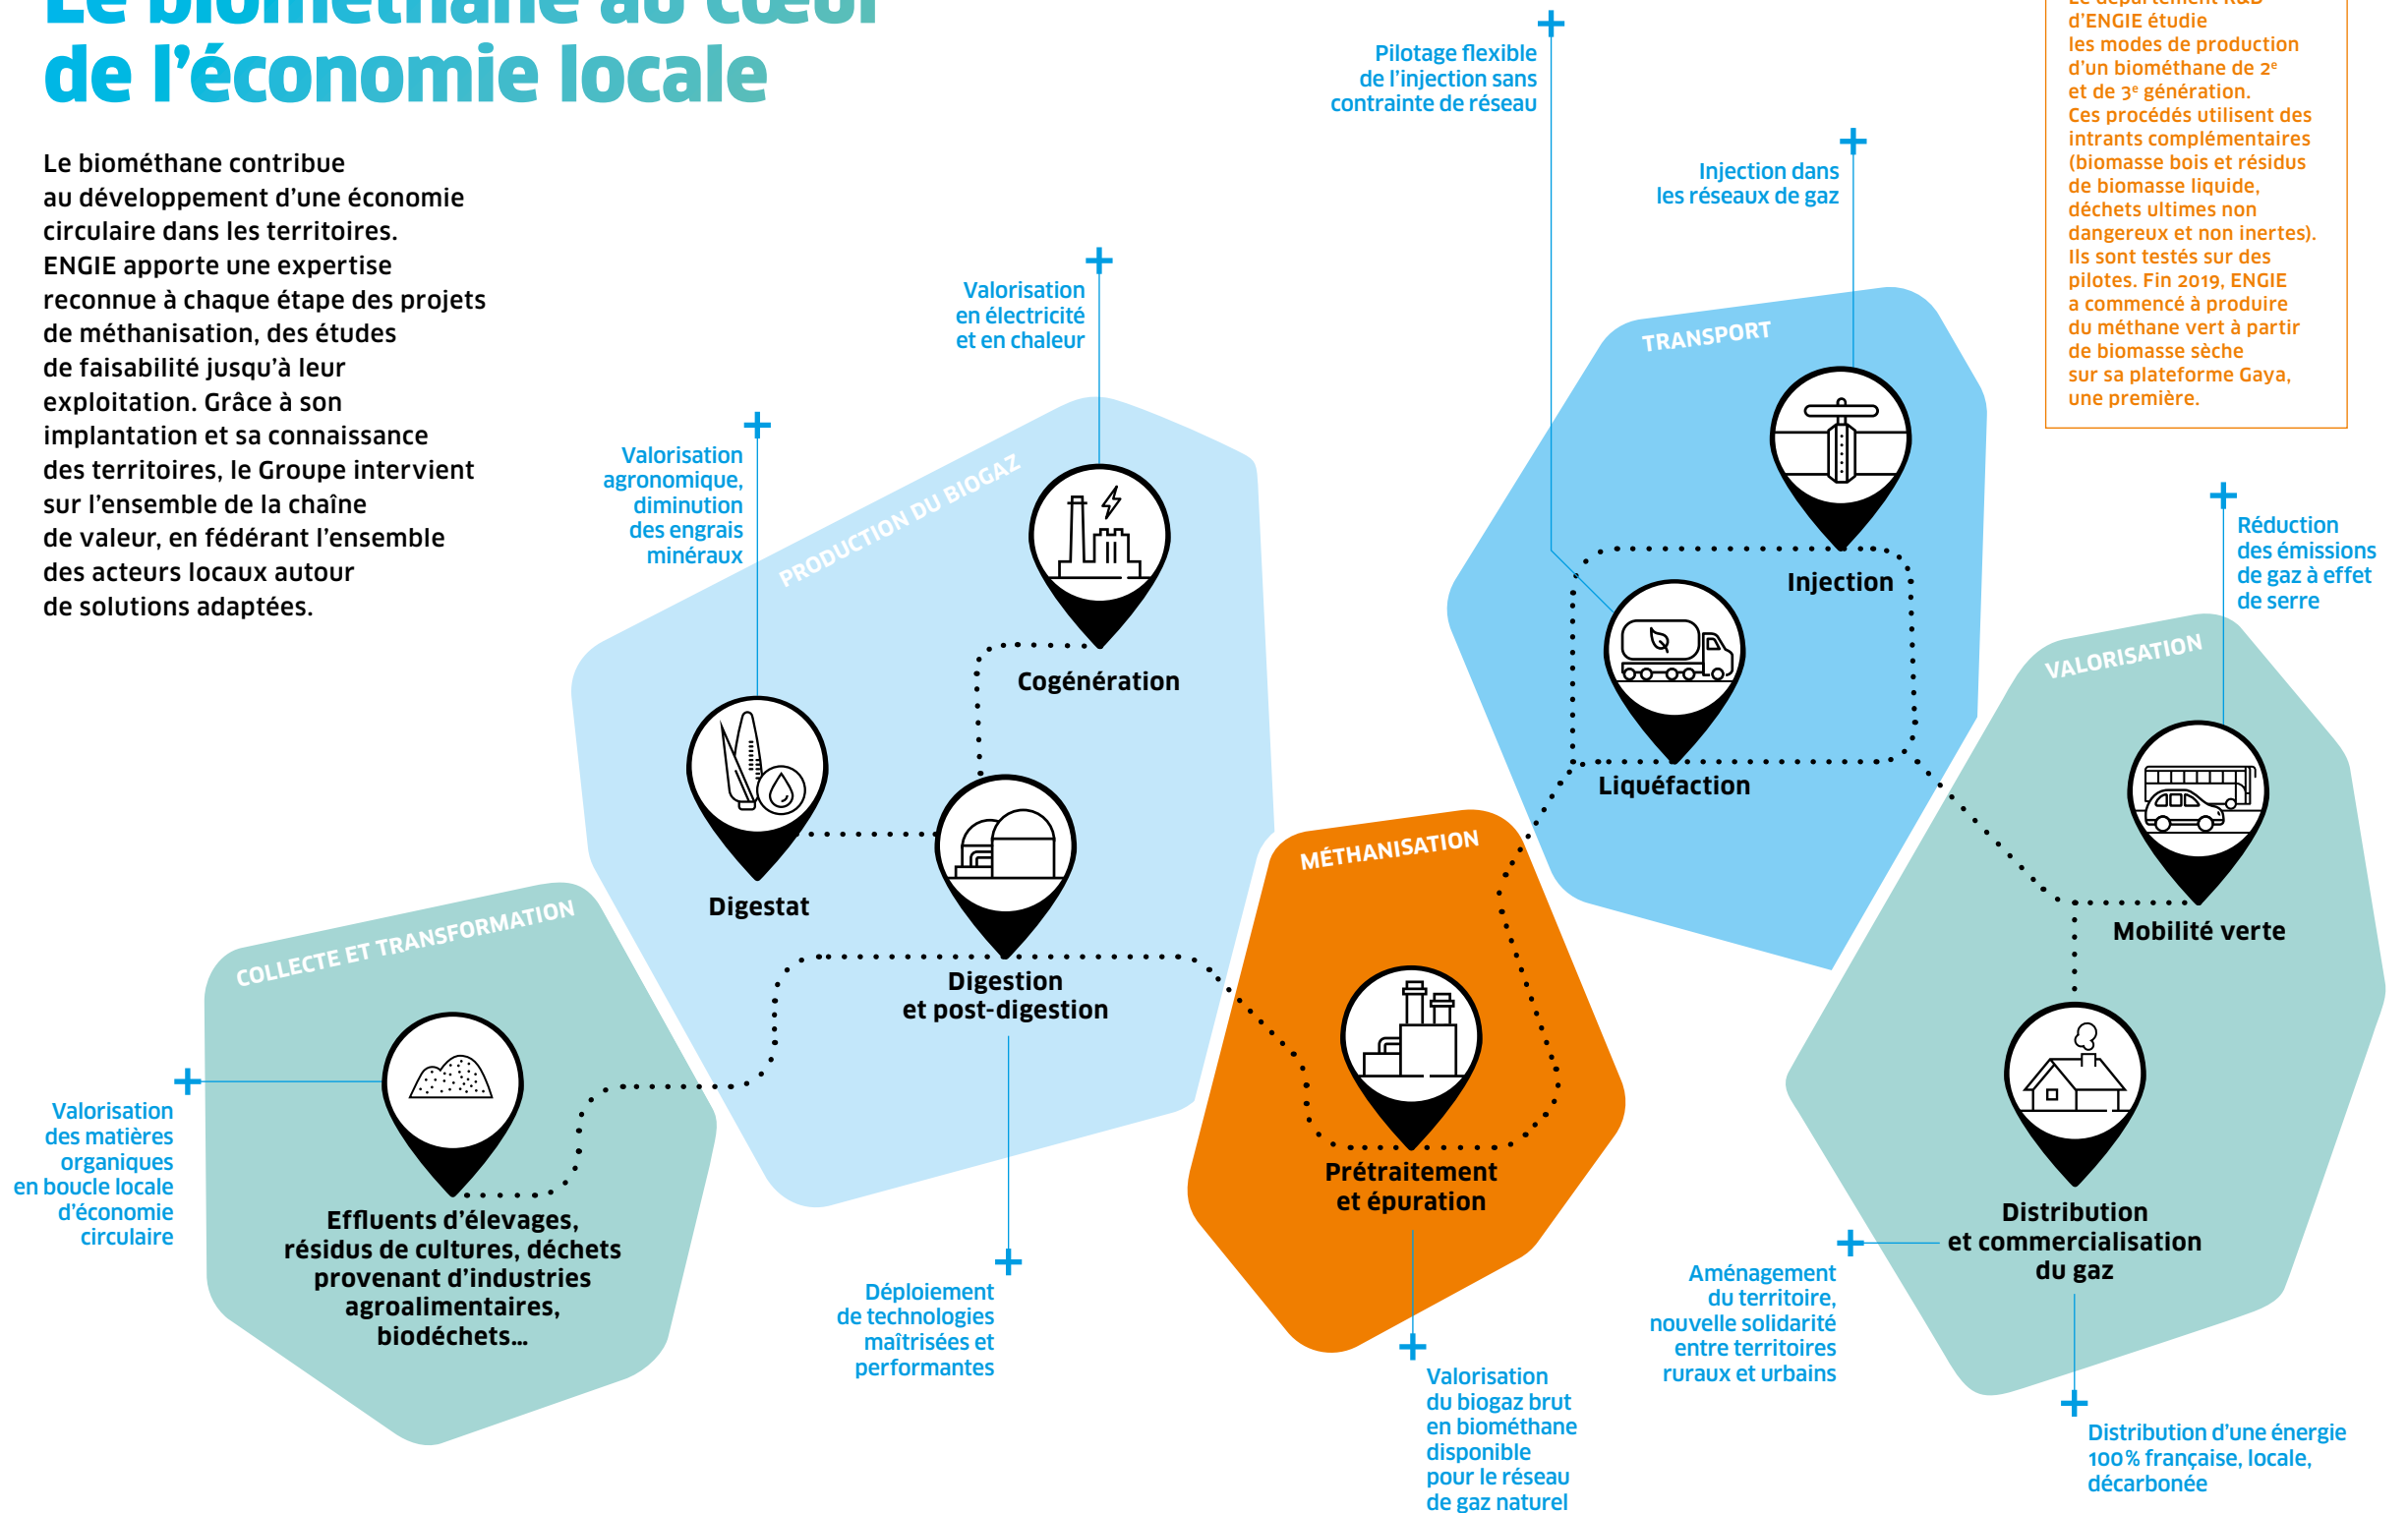 Le biométhane au cœur
de l’économie locale
Le biométhane contribue
au développement d’une économie
circulaire dans les territoires.
ENGIE apporte une expertise
reconnue à chaque étape des projets
de méthanisation, des études
de faisabilité jusqu’à leur
exploitation. Grâce à son
implantation et sa connaissance
des territoires, le Groupe intervient
sur l’ensemble de la chaîne
de valeur, en fédérant l’ensemble
des acteurs locaux autour
de solutions adaptées.
COLLECTE ET TRANSFORMATION
Valorisation
des matières
organiques
en boucle locale
d’économie
circulaire
Effluents d’élevages,
résidus de cultures, déchets
provenant d’industries
agroalimentaires,
biodéchets…
PRODUCTION DU BIOGAZ
Valorisation
agronomique,
diminution
des engrais
minéraux
Digestat
Valorisation
en électricité
et en chaleur
Cogénération
Digestion
et post-digestion
Déploiement
de technologies
maîtrisées et
performantes
MÉTHANISATION
Prétraitement
et épuration
Valorisation
du biogaz brut
en biométhane
disponible
pour le réseau
de gaz naturel
TRANSPORT
Pilotage flexible
de l’injection sans
contrainte de réseau
Liquéfaction
Injection dans
les réseaux de gaz
Injection
VALORISATION
Réduction
des émissions
de gaz à effet
de serre
Mobilité verte
Distribution
et commercialisation
du gaz
Aménagement
du territoire,
nouvelle solidarité
entre territoires
ruraux et urbains
Distribution d’une énergie
100% française, locale,
décarbonée
Le département R&D
d’ENGIE étudie
les modes de production
d’un biométhane de 2e
et de 3e génération.
Ces procédés utilisent des
intrants complémentaires
(biomasse bois et résidus
de biomasse liquide,
déchets ultimes non
dangereux et non inertes).
Ils sont testés sur des
pilotes. Fin 2019, ENGIE
a commencé à produire
du méthane vert à partir
de biomasse sèche
sur sa plateforme Gaya,
une première.